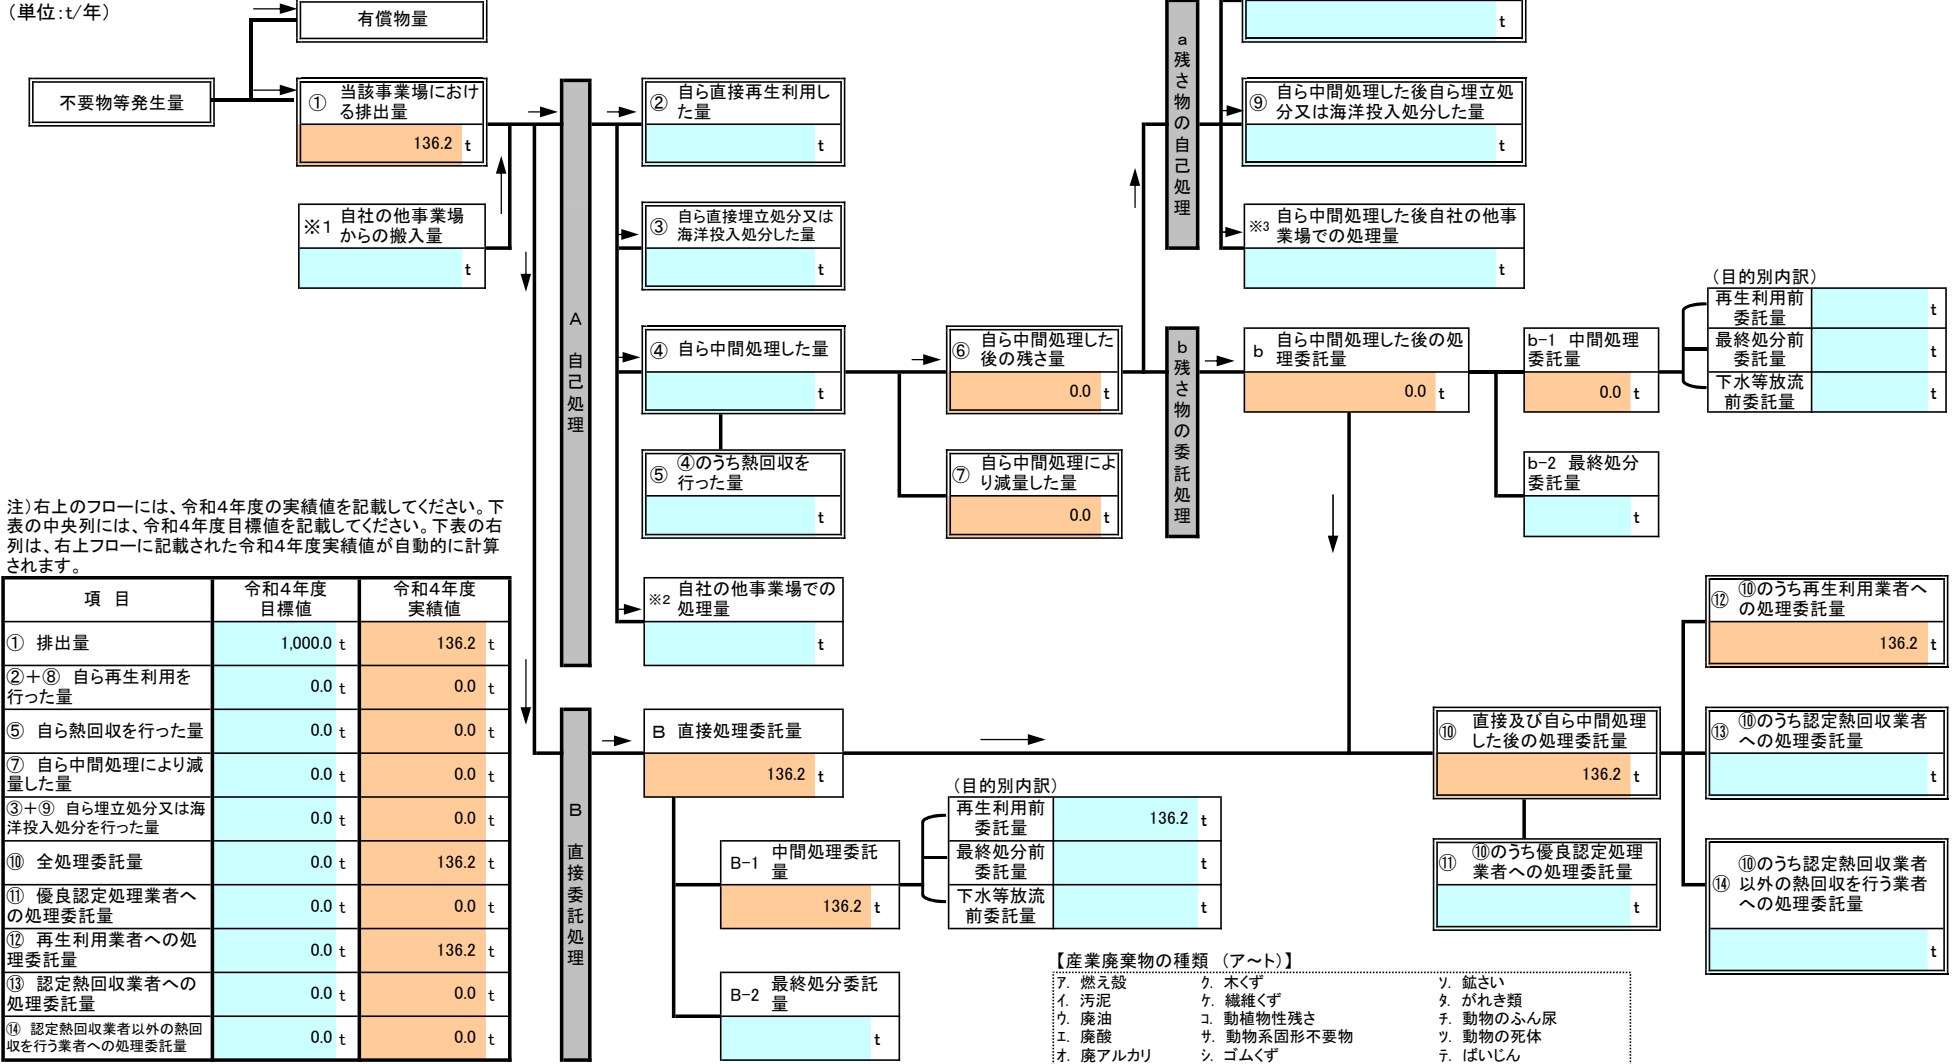 (単位:t/年)
有償物量
不要物等発生量
① 当該事業場におけ
る排出量
136.2 t
※1 自社の他事業場
からの搬入量
t
A
自
己
処
理
② 自ら直接再生利用し
た量
t
③ 自ら直接埋立処分又は
海洋投入処分した量
t
④ 自ら中間処理した量
t
⑤ ④のうち熱回収を
行った量
t
※2 自社の他事業場での
処理量
t
⑥ 自ら中間処理した
後の残さ量
0.0 t
⑦ 自ら中間処理によ
り減量した量
0.0 t
a
残
さ
物
の
自
己
処
理
t
⑨ 自ら中間処理した後自ら埋立処
分又は海洋投入処分した量
t
※3 自ら中間処理した後自社の他事
業場での処理量
t
b
残
さ
物
の
委
託
処
理
b 自ら中間処理した後の処
理委託量
0.0 t
b-1 中間処理
委託量
0.0 t
b-2 最終処分
委託量
t
(目的別内訳)
再生利用前
委託量 t
最終処分前
委託量 t
下水等放流
前委託量 t
注)右上のフローには、令和4年度の実績値を記載してください。下
表の中央列には、令和4年度目標値を記載してください。下表の右
列は、右上フローに記載された令和4年度実績値が自動的に計算
されます。
項 目 令和4年度
目標値 令和4年度
実績値
① 排出量 1,000.0 t 136.2 t
②+⑧ 自ら再生利用を
行った量 0.0 t 0.0 t
⑤ 自ら熱回収を行った量 0.0 t 0.0 t
⑦ 自ら中間処理により減
量した量 0.0 t 0.0 t
③+⑨ 自ら埋立処分又は海
洋投入処分を行った量 0.0 t 0.0 t
⑩ 全処理委託量 0.0 t 136.2 t
⑪ 優良認定処理業者へ
の処理委託量 0.0 t 0.0 t
⑫ 再生利用業者への処
理委託量 0.0 t 136.2 t
⑬ 認定熱回収業者への
処理委託量 0.0 t 0.0 t
⑭ 認定熱回収業者以外の熱回
収を行う業者への処理委託量 0.0 t 0.0 t
B
直
接
委
託
処
理
B 直接処理委託量
136.2 t
B-1 中間処理委託
量
136.2 t
B-2 最終処分委託
量
t
(目的別内訳)
再生利用前
委託量 136.2 t
最終処分前
委託量 t
下水等放流
前委託量 t
⑩ 直接及び自ら中間処理
した後の処理委託量
136.2 t
⑪ ⑩のうち優良認定処理
業者への処理委託量
t
⑫ ⑩のうち再生利用業者へ
の処理委託量
136.2 t
⑬ ⑩のうち認定熱回収業者
への処理委託量
t
⑭ ⑩のうち認定熱回収業者
以外の熱回収を行う業者
への処理委託量
t
【産業廃棄物の種類 (ア~ト)】
ア. 燃え殻 ク. 木くず ソ. 鉱さい
イ. 汚泥 ケ. 繊維くず タ. がれき類
ウ. 廃油 コ. 動植物性残さ チ. 動物のふん尿
エ. 廃酸 サ. 動物系固形不要物 ツ. 動物の死体
オ. 廃アルカリ シ. ゴムくず テ. ばいじん